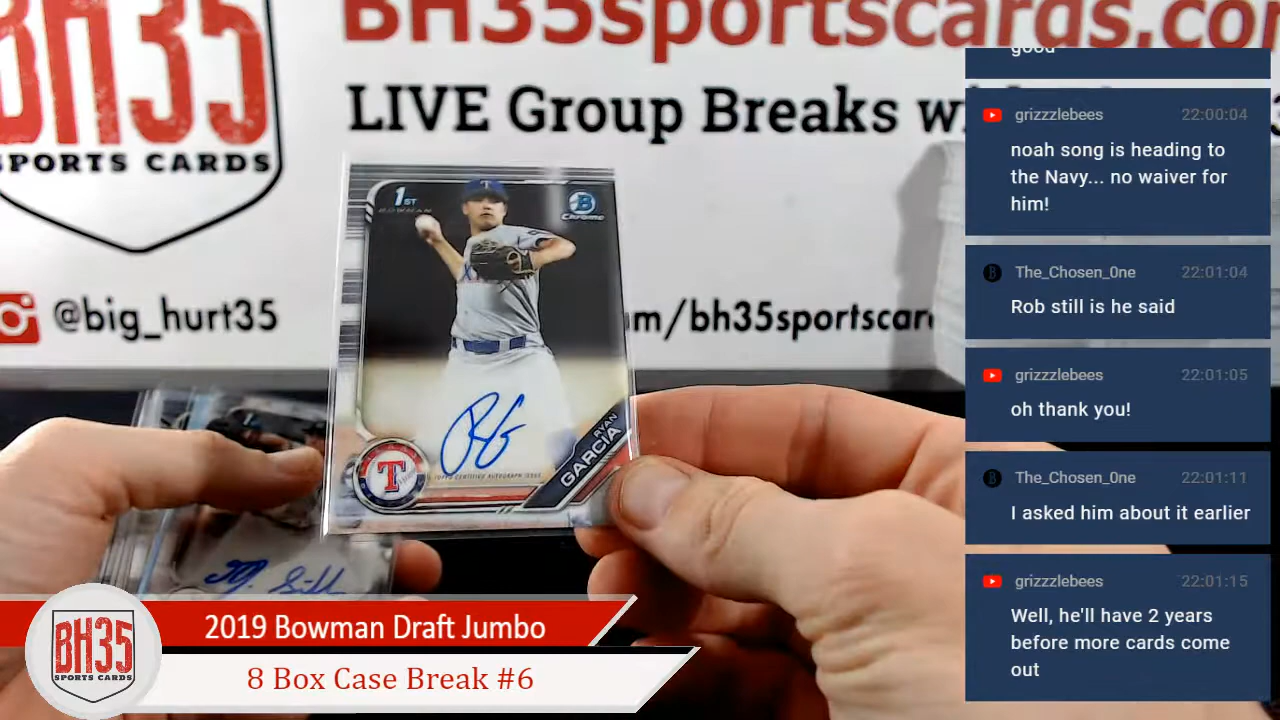 BH35sportscards.co
BH35
SPORTS CARDS
LIVE Group Breaks
@big_hurt35
m/bh35sportscar
1ST
BOWMAN
B
Chrome
T
RYAN
GARCIA
T
TOPPS CERTIFIED AUTOGRAPH ISSUE
BH35
SPORTS CARDS
2019 Bowman Draft Jumbo
8 Box Case Break #6
good
grizzzlebees 22:00:04
noah song is heading to
the Navy... no waiver for
him!
The_Chosen_0ne 22:01:04
Rob still is he said
grizzzlebees 22:01:05
oh thank you!
The_Chosen_0ne 22:01:11
I asked him about it earlier
grizzzlebees 22:01:15
Well, he'll have 2 years
before more cards come
out